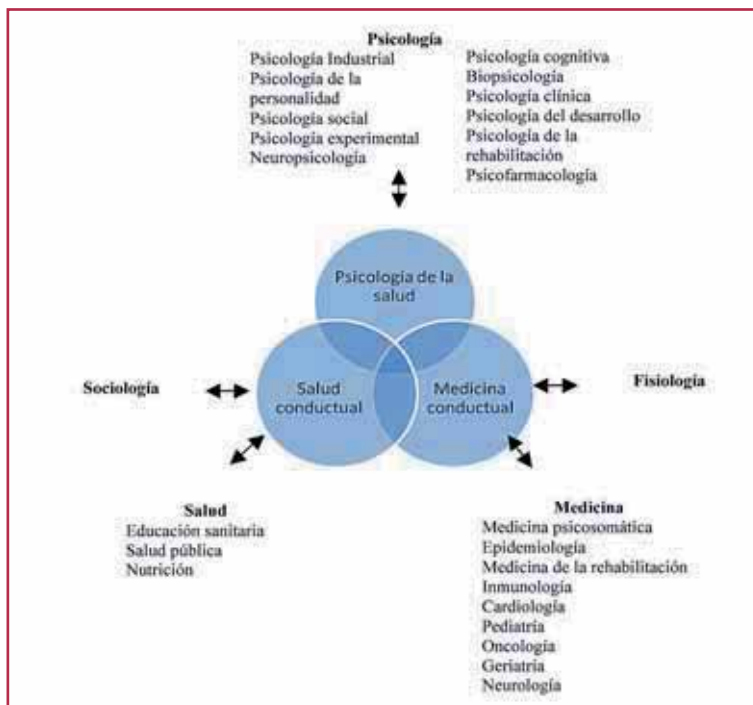 Psicología
Psicología Industrial
Psicología de la
personalidad
Psicología social
Psicología experimental
Neuropsicología
Psicología cognitiva
Biopsicología
Psicología clínica
Psicología del desarrollo
Psicología de la
rehabilitación
Psicofarmacología
Psicología de la
salud
Sociología
Salud
conductual
Medicina
conductual
Fisiología
Salud
Educación sanitaria
Salud pública
Nutrición
Medicina
Medicina psicosomática
Epidemiología
Medicina de la rehabilitación
Inmunología
Cardiología
Pediatría
Oncología
Geriatría
Neurología